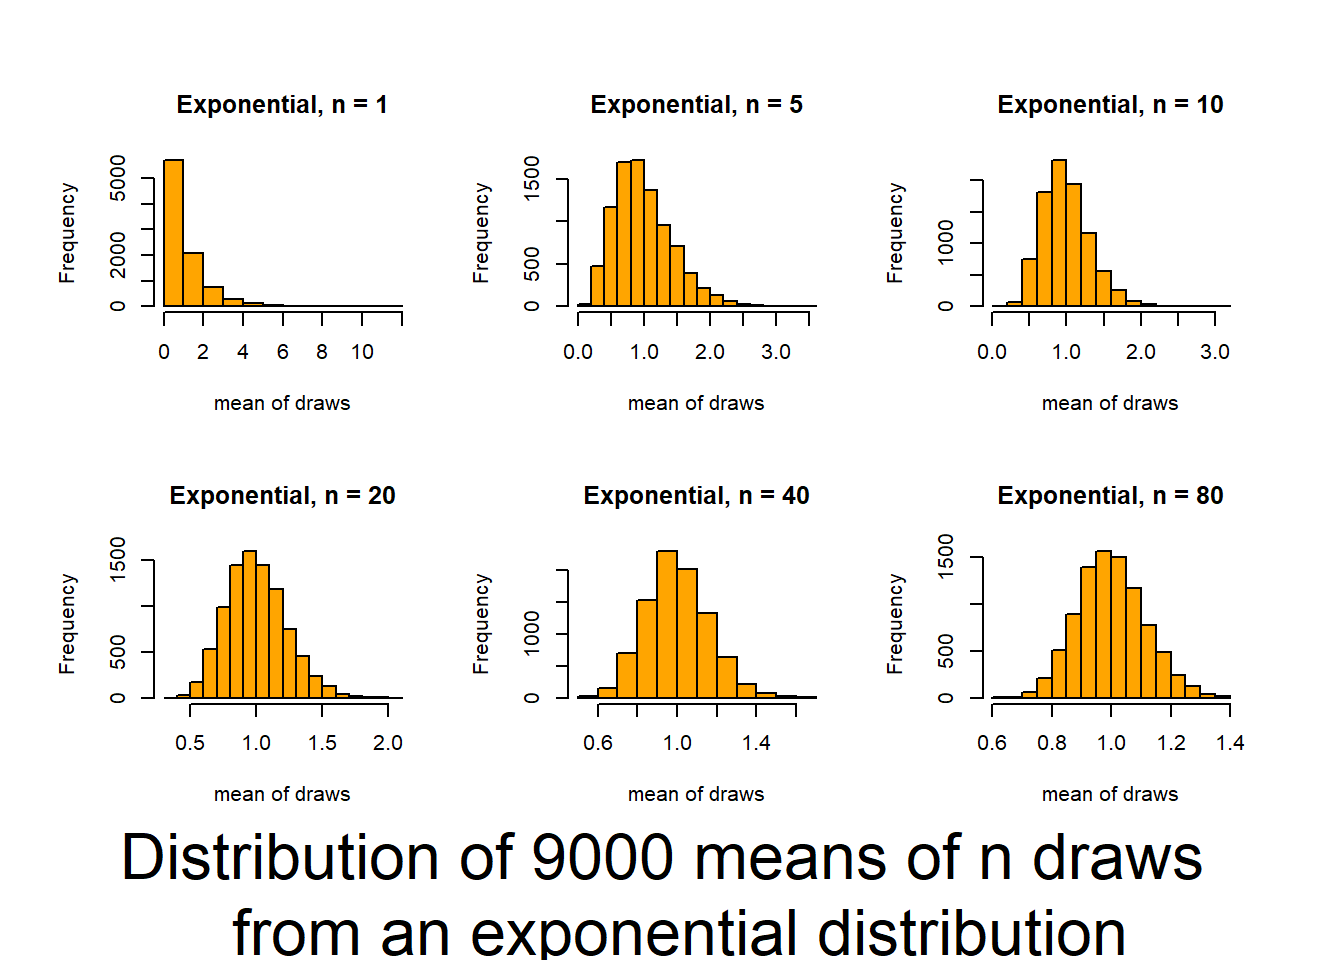 Exponential, n = 1
Frequency
0 2000 5000
0 2 4 6 8 10
mean of draws
Exponential, n = 5
Frequency
0 500 1500
0.0 1.0 2.0 3.0
mean of draws
Exponential, n = 10
Frequency
0 1000
0.0 1.0 2.0 3.0
mean of draws
Exponential, n = 20
Frequency
0 500 1500
0.5 1.0 1.5 2.0
mean of draws
Exponential, n = 40
Frequency
0 1000
0.6 1.0 1.4
mean of draws
Exponential, n = 80
Frequency
0 500 1500
0.6 0.8 1.0 1.2 1.4
mean of draws
Distribution of 9000 means of n draws
from an exponential distribution